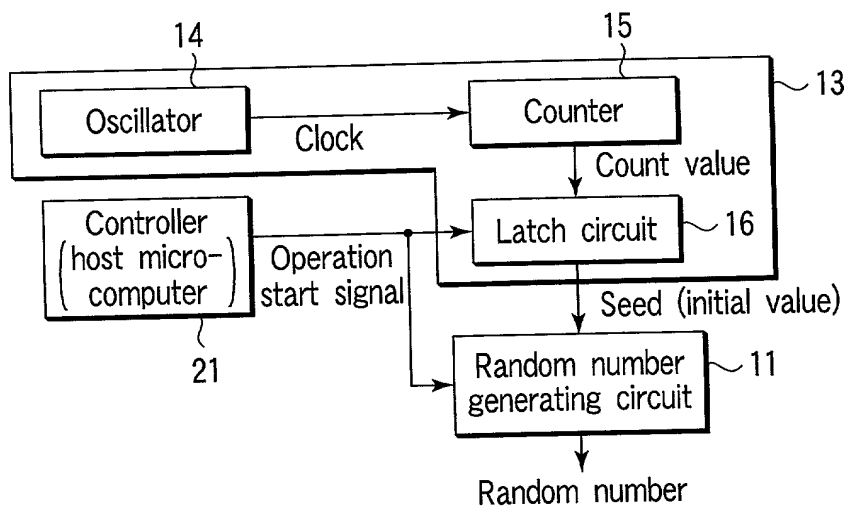 14
15
13
Oscillator
Clock
Counter
Count value
Controller
(host micro-
computer)
Operation
start signal
Latch circuit
16
Seed (initial value)
21
Random number
generating circuit
11
Random number